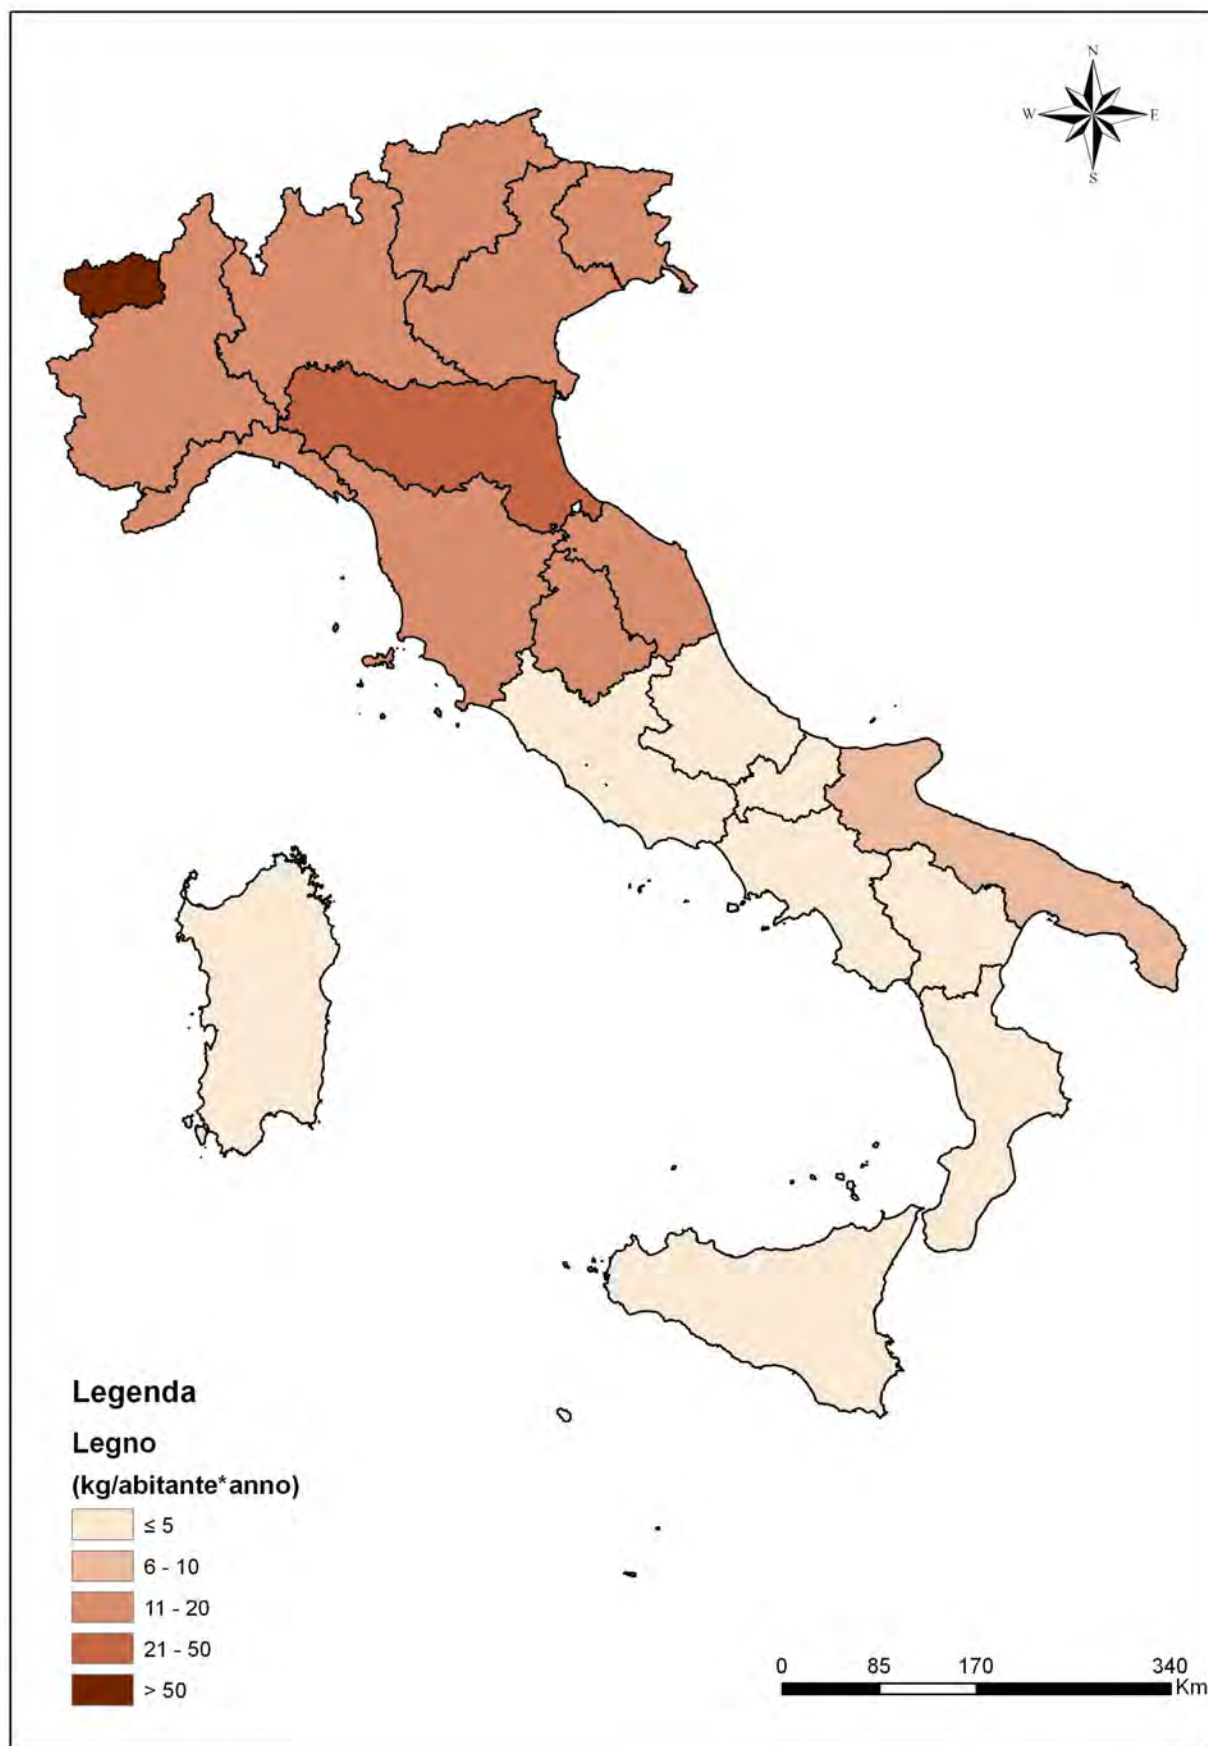 N
W E
S
Legenda
Legno
(kg/abitante*anno)
≤ 5
6 - 10
11 - 20
21 - 50
> 50
0 85 170 340
Km